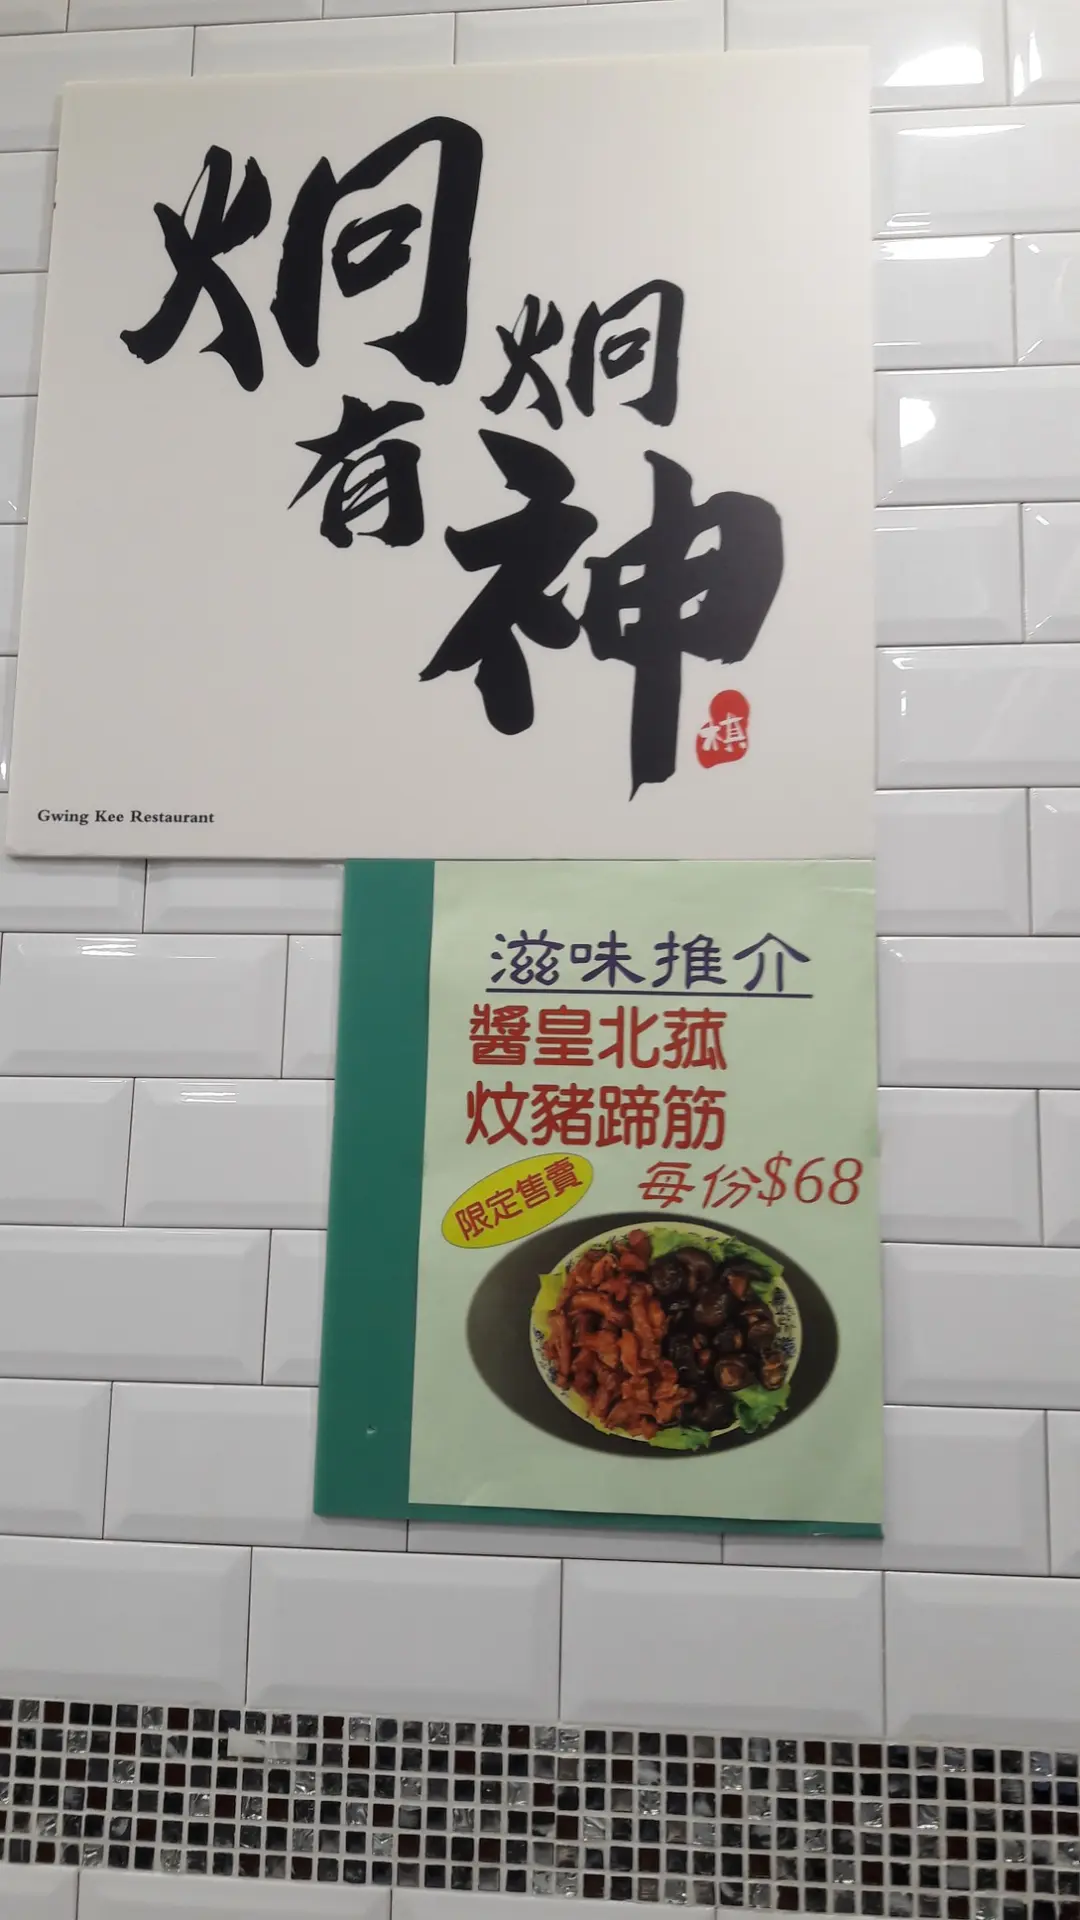 炯炯
有神
棋
Gwing Kee Restaurant
滋味推介
醬皇北菰
炆豬蹄筋
每份$68
限定售賣